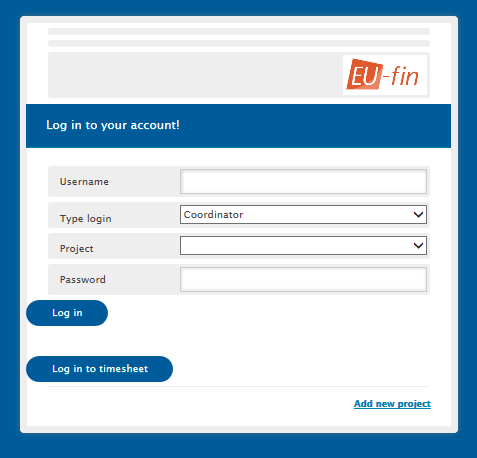 EU-fin
Log in to your account!
Username
Type login
Coordinator
Project
Password
Log in
Log in to timesheet
Add new project